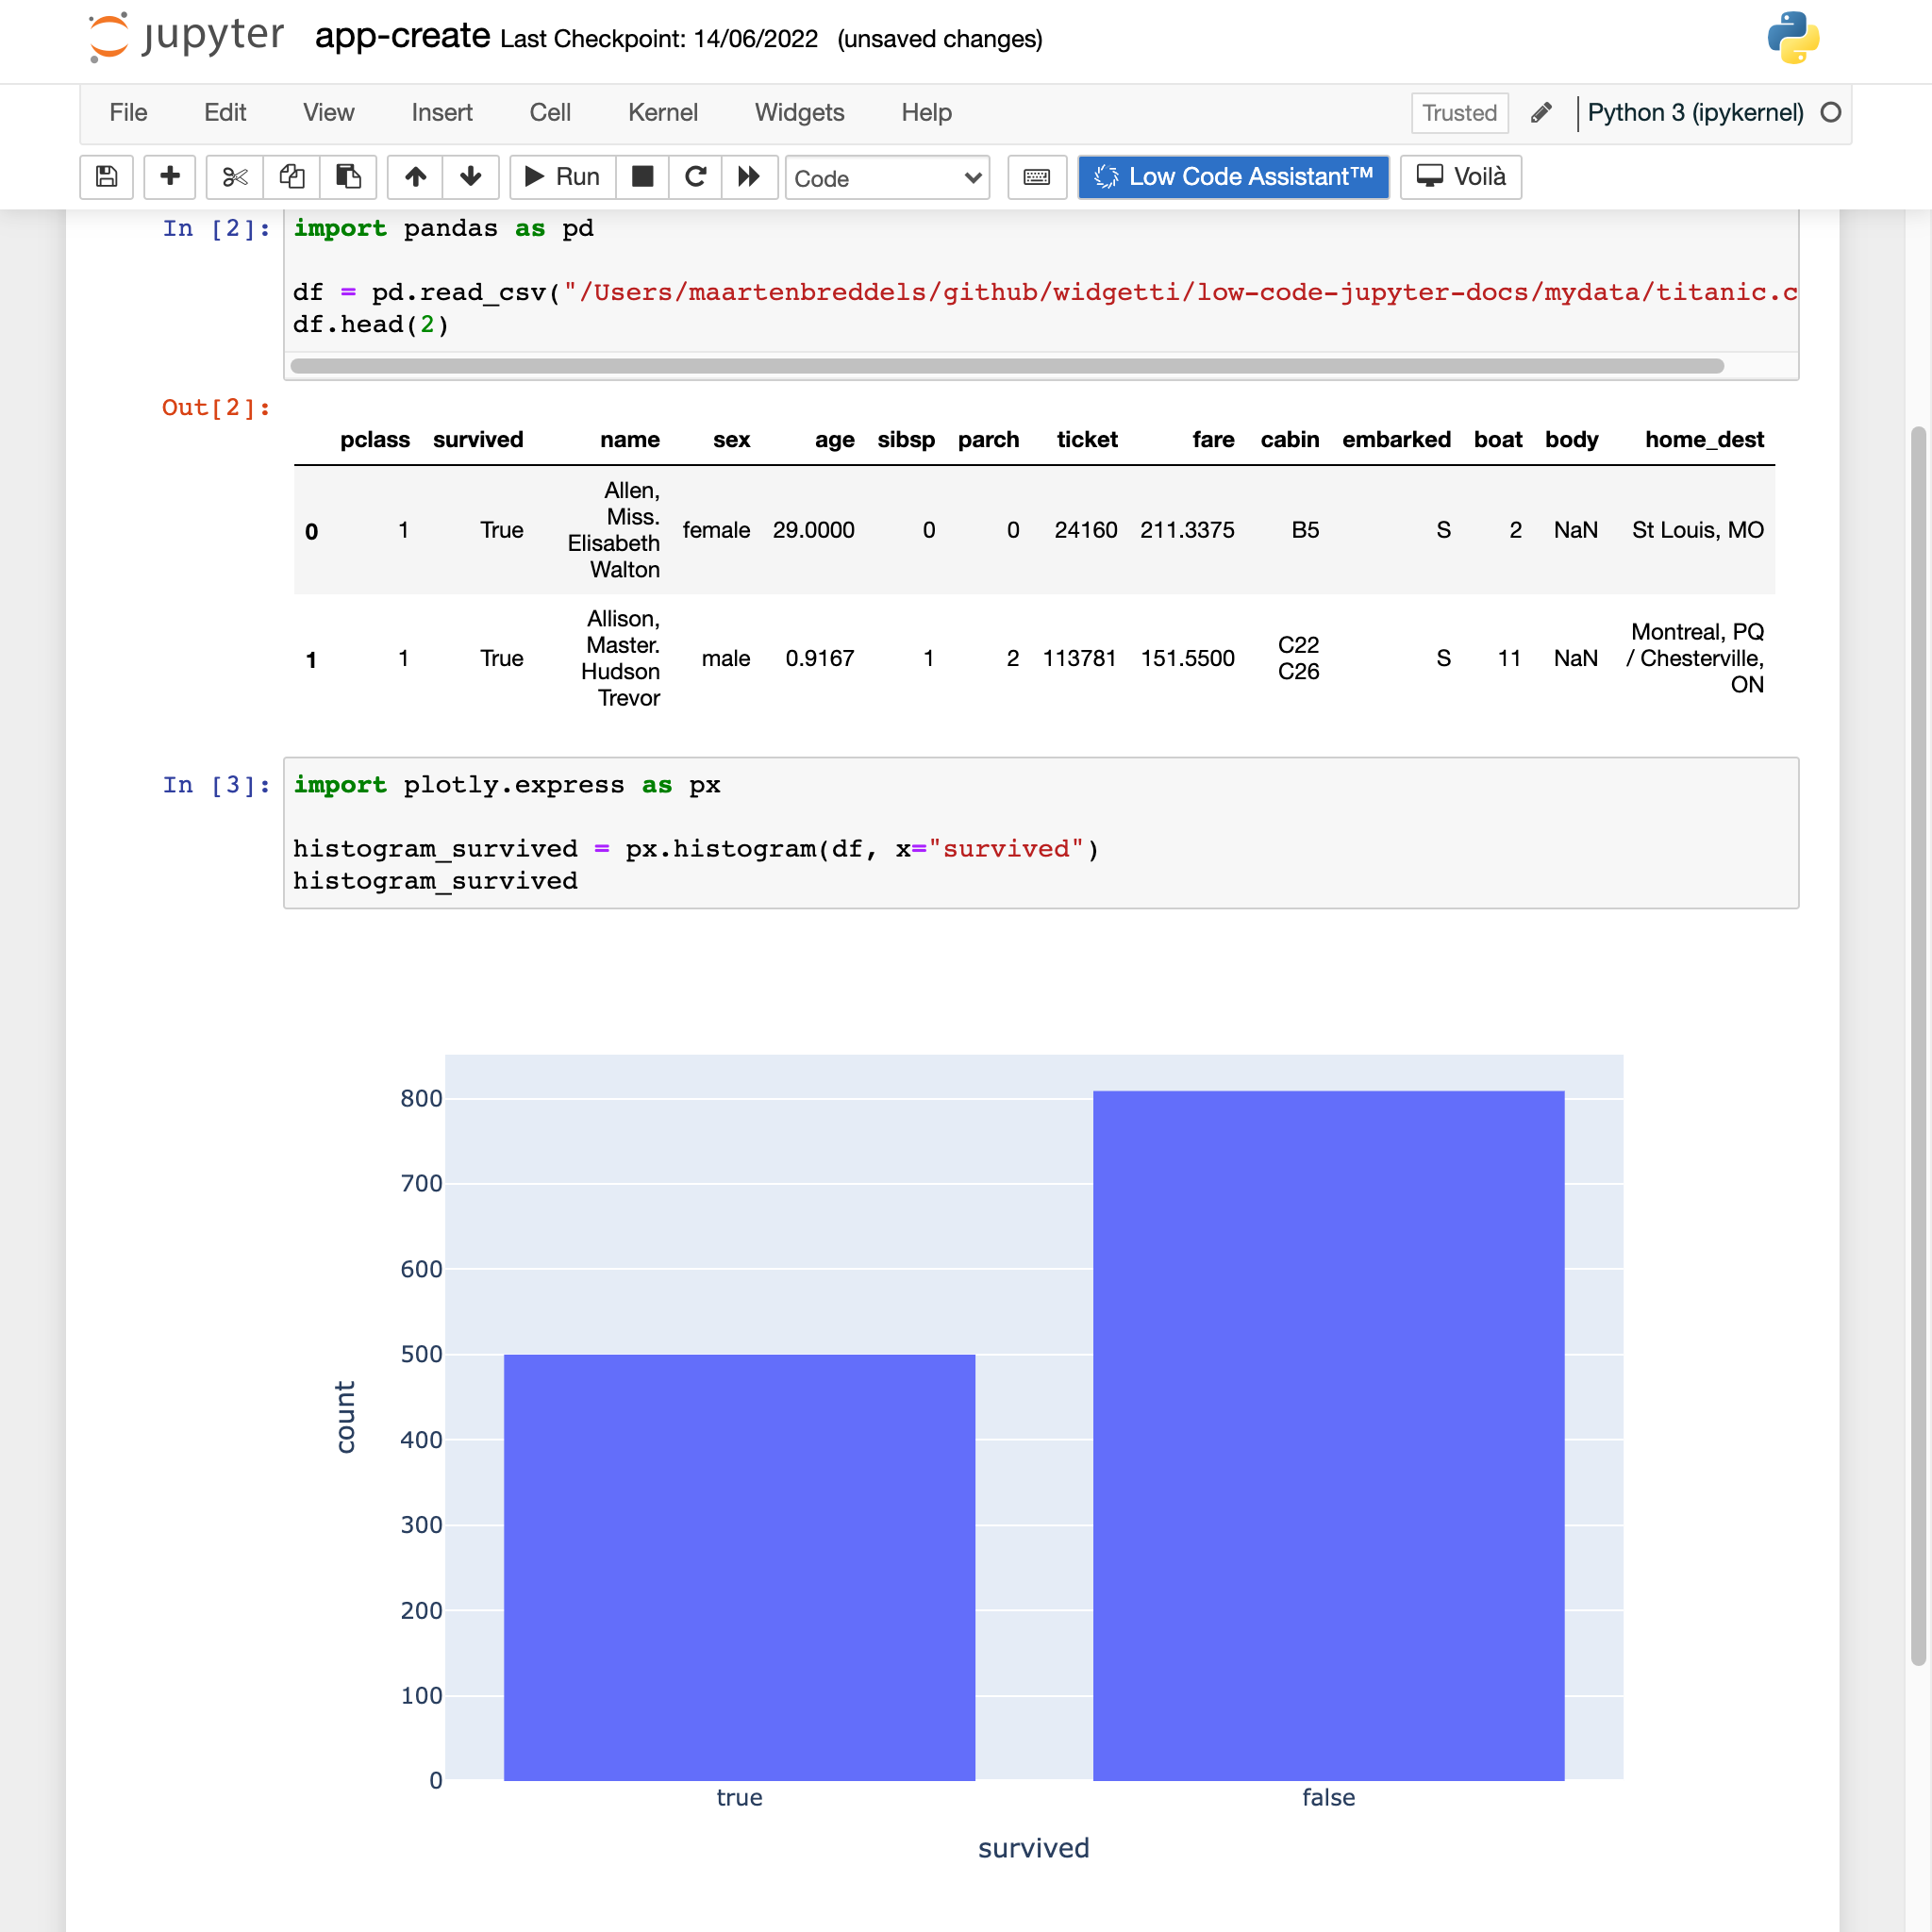 jupyter app-create Last Checkpoint: 14/06/2022 (unsaved changes)
File Edit View Insert Cell Kernel Widgets Help Trusted Python 3 (ipykernel)
Run Code Low Code Assistant™ Voilà
In [2]: import pandas as pd
df = pd.read_csv("/Users/maartenbreddels/github/widgetti/low-code-jupyter-docs/mydata/titanic.c
df.head(2)
Out[2]:
pclass survived name sex age sibsp parch ticket fare cabin embarked boat body home_dest
0 1 True Allen, Miss. Elisabeth Walton female 29.0000 0 0 24160 211.3375 B5 S 2 NaN St Louis, MO
1 1 True Allison, Master. Hudson Trevor male 0.9167 1 2 113781 151.5500 C22 C26 S 11 NaN Montreal, PQ / Chesterville, ON
In [3]: import plotly.express as px
histogram_survived = px.histogram(df, x="survived")
histogram_survived
800
700
600
500
400
300
200
100
0
count
true false
survived